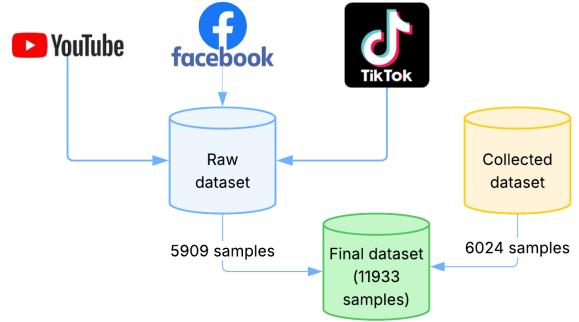 YouTube
facebook
TikTok
Raw
dataset
Collected
dataset
5909 samples
6024 samples
Final dataset
(11933
samples)